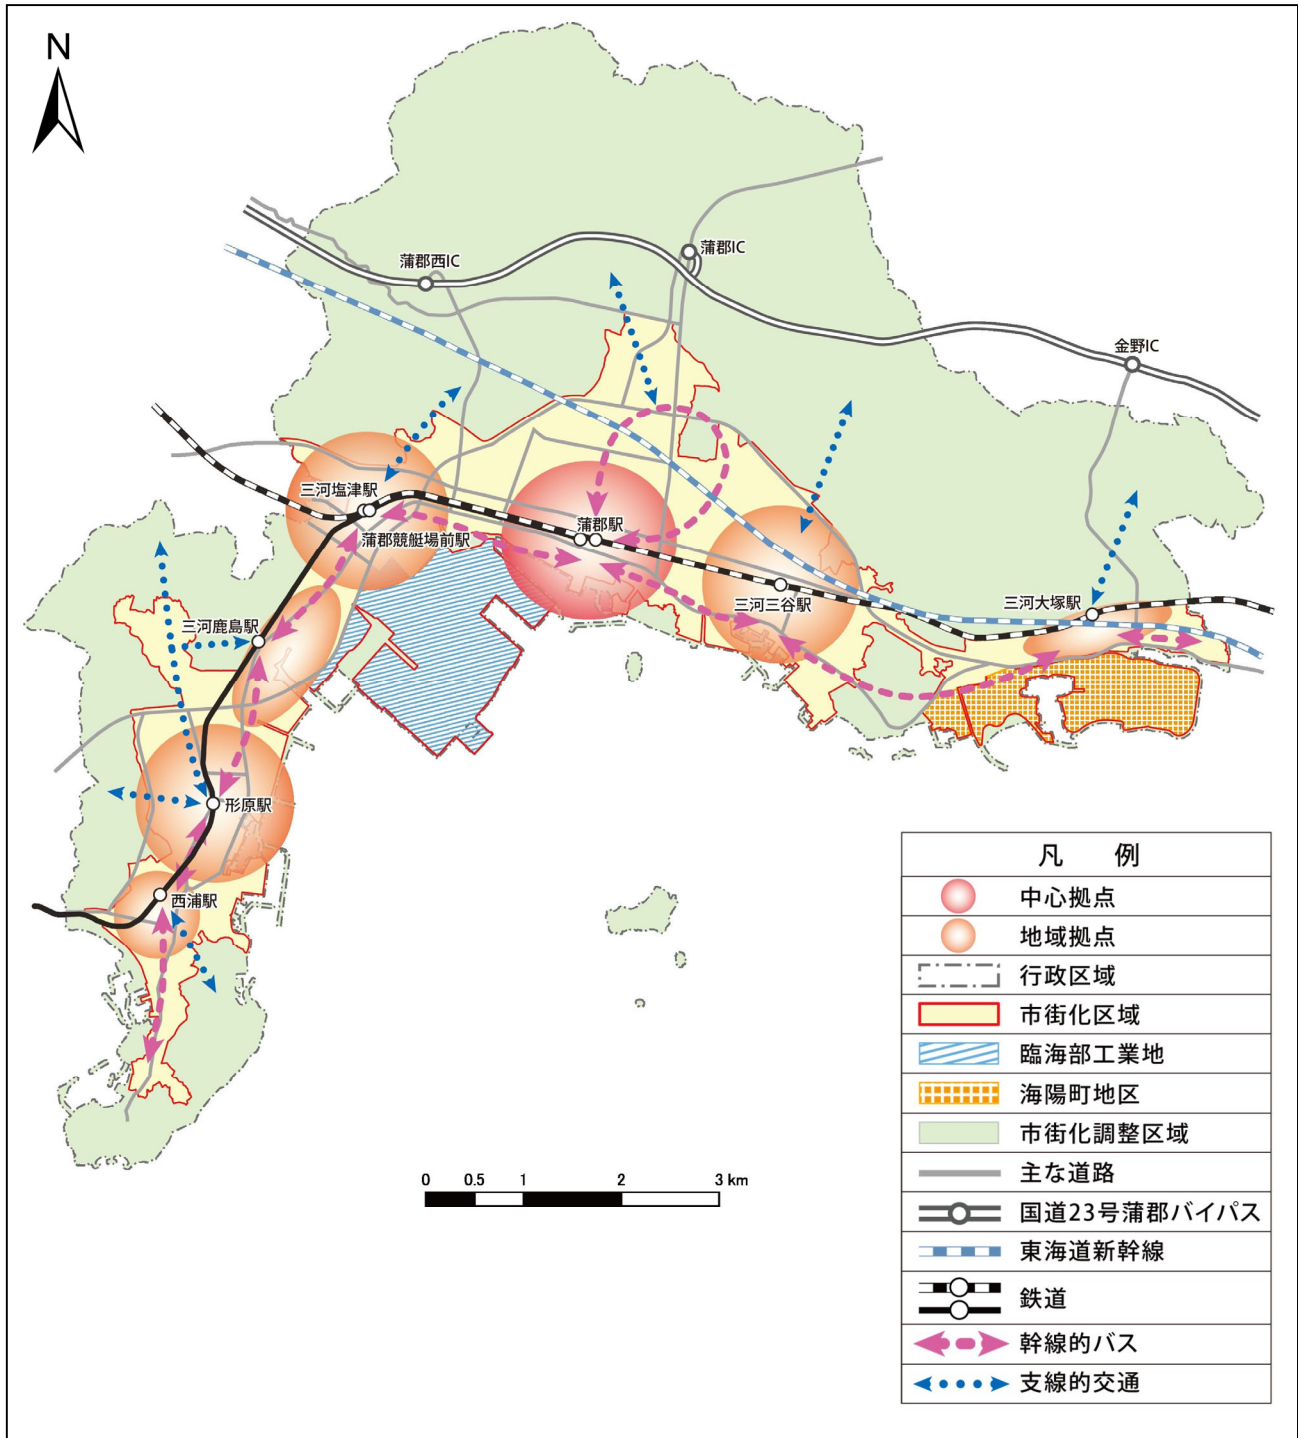 N
蒲郡IC
蒲郡西IC
金野IC
三河塩津駅
蒲郡駅
蒲郡競艇場前駅
三河三谷駅
三河大塚駅
三河鹿島駅
形原駅
西浦駅
凡 例
中心拠点
地域拠点
行政区域
市街化区域
臨海部工業地
海陽町地区
市街化調整区域
主な道路
国道23号蒲郡バイパス
東海道新幹線
鉄道
幹線的バス
支線的交通
0 0.5 1 2 3 km